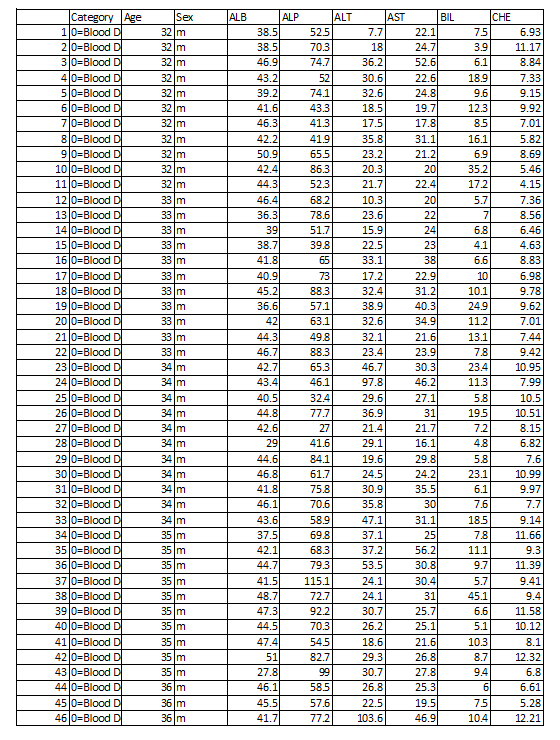 Category Age Sex ALB ALP ALT AST BIL CHE
1 0=Blood D 32 m 38.5 52.5 7.7 22.1 7.5 6.93
2 0=Blood D 32 m 38.5 70.3 18 24.7 3.9 11.17
3 0=Blood D 32 m 46.9 74.7 36.2 52.6 6.1 8.84
4 0=Blood D 32 m 43.2 52 30.6 22.6 18.9 7.33
5 0=Blood D 32 m 39.2 74.1 32.6 24.8 9.6 9.15
6 0=Blood D 32 m 41.6 43.3 18.5 19.7 12.3 9.92
7 0=Blood D 32 m 46.3 41.3 17.5 17.8 8.5 7.01
8 0=Blood D 32 m 42.2 41.9 35.8 31.1 16.1 5.82
9 0=Blood D 32 m 50.9 65.5 23.2 21.2 6.9 8.69
10 0=Blood D 32 m 42.4 86.3 20.3 20 35.2 5.46
11 0=Blood D 32 m 44.3 52.3 21.7 22.4 17.2 4.15
12 0=Blood D 33 m 46.4 68.2 10.3 20 5.7 7.36
13 0=Blood D 33 m 36.3 78.6 23.6 22 7 8.56
14 0=Blood D 33 m 39 51.7 15.9 24 6.8 6.46
15 0=Blood D 33 m 38.7 39.8 22.5 23 4.1 4.63
16 0=Blood D 33 m 41.8 65 33.1 38 6.6 8.83
17 0=Blood D 33 m 40.9 73 17.2 22.9 10 6.98
18 0=Blood D 33 m 45.2 88.3 32.4 31.2 10.1 9.78
19 0=Blood D 33 m 36.6 57.1 38.9 40.3 24.9 9.62
20 0=Blood D 33 m 42 63.1 32.6 34.9 11.2 7.01
21 0=Blood D 33 m 44.3 49.8 32.1 21.6 13.1 7.44
22 0=Blood D 33 m 46.7 88.3 23.4 23.9 7.8 9.42
23 0=Blood D 34 m 42.7 65.3 46.7 30.3 23.4 10.95
24 0=Blood D 34 m 43.4 46.1 97.8 46.2 11.3 7.99
25 0=Blood D 34 m 40.5 32.4 29.6 27.1 5.8 10.5
26 0=Blood D 34 m 44.8 77.7 36.9 31 19.5 10.51
27 0=Blood D 34 m 42.6 27 21.4 21.7 7.2 8.15
28 0=Blood D 34 m 29 41.6 29.1 16.1 4.8 6.82
29 0=Blood D 34 m 44.6 84.1 19.6 29.8 5.8 7.6
30 0=Blood D 34 m 46.8 61.7 24.5 24.2 23.1 10.99
31 0=Blood D 34 m 41.8 75.8 30.9 35.5 6.1 9.97
32 0=Blood D 34 m 46.1 70.6 35.8 30 7.6 7.7
33 0=Blood D 34 m 43.6 58.9 47.1 31.1 18.5 9.14
34 0=Blood D 35 m 37.5 69.8 37.1 25 7.8 11.66
35 0=Blood D 35 m 42.1 68.3 37.2 56.2 11.1 9.3
36 0=Blood D 35 m 44.7 79.3 53.5 30.8 9.7 11.39
37 0=Blood D 35 m 41.5 115.1 24.1 30.4 5.7 9.41
38 0=Blood D 35 m 48.7 72.7 24.1 31 45.1 9.4
39 0=Blood D 35 m 47.3 92.2 30.7 25.7 6.6 11.58
40 0=Blood D 35 m 44.5 70.3 26.2 25.1 5.1 10.12
41 0=Blood D 35 m 47.4 54.5 18.6 21.6 10.3 8.1
42 0=Blood D 35 m 51 82.7 29.3 26.8 8.7 12.32
43 0=Blood D 35 m 27.8 99 30.7 27.8 9.4 6.8
44 0=Blood D 36 m 46.1 58.5 26.8 25.3 6 6.61
45 0=Blood D 36 m 45.5 57.6 22.5 19.5 7.5 5.28
46 0=Blood D 36 m 41.7 77.2 103.6 46.9 10.4 12.21